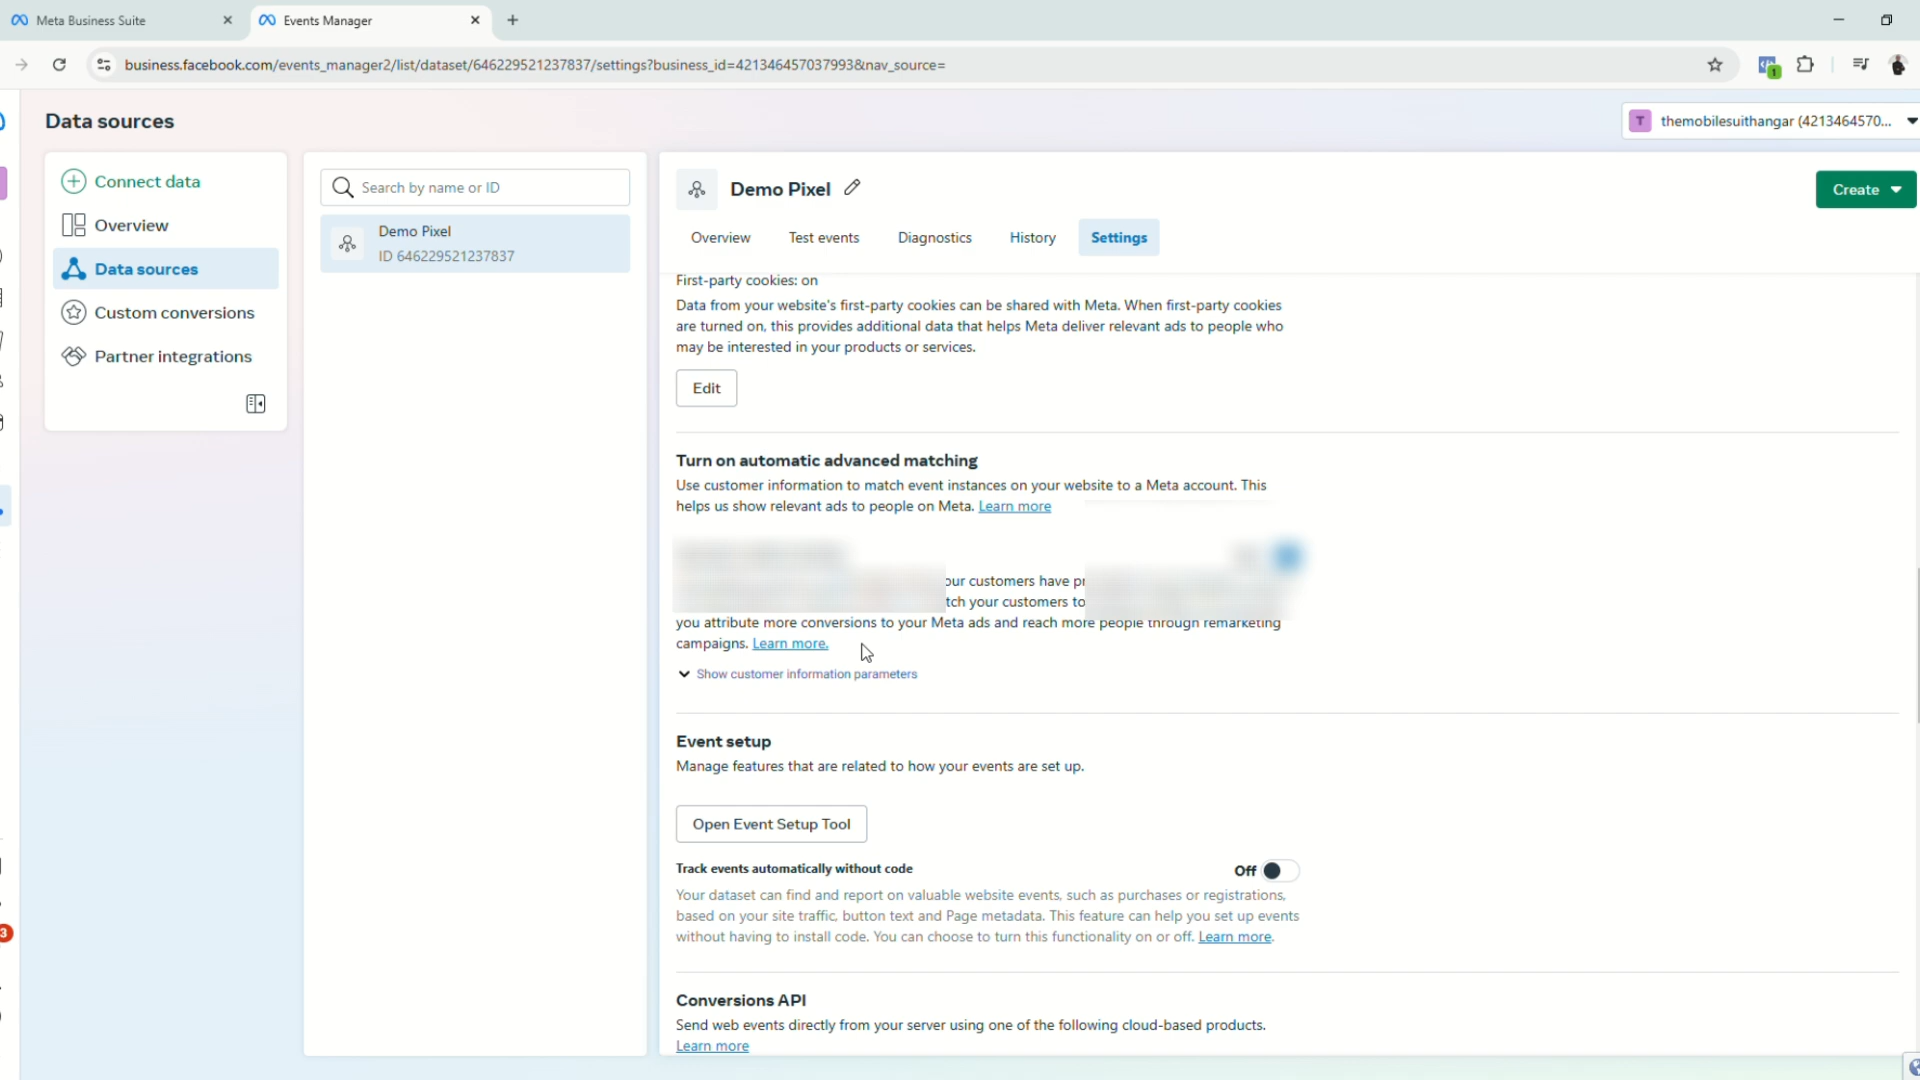 Meta Business Suite
Events Manager
business.facebook.com/events_manager2/list/dataset/646229521237837/settings?business_id=421346457037993&nav_source=
1
Data sources
T themobilesuithangar (4213464570...
Connect data
Overview
Data sources
Custom conversions
Partner integrations
Search by name or ID
Demo Pixel
ID 646229521237837
Demo Pixel
Create
Overview Test events Diagnostics History Settings
First-party cookies: on
Data from your website's first-party cookies can be shared with Meta. When first-party cookies
are turned on, this provides additional data that helps Meta deliver relevant ads to people who
may be interested in your products or services.
Edit
Turn on automatic advanced matching
Use customer information to match event instances on your website to a Meta account. This
helps us show relevant ads to people on Meta. Learn more
our customers have
your customers to
you attribute more conversions to your Meta ads and reach more people through remarketing
campaigns. Learn more.
Show customer information parameters
Event setup
Manage features that are related to how your events are set up.
Open Event Setup Tool
Track events automatically without code
Off
Your dataset can find and report on valuable website events, such as purchases or registrations,
based on your site traffic, button text and Page metadata. This feature can help you set up events
without having to install code. You can choose to turn this functionality on or off. Learn more.
3
Conversions API
Send web events directly from your server using one of the following cloud-based products.
Learn more